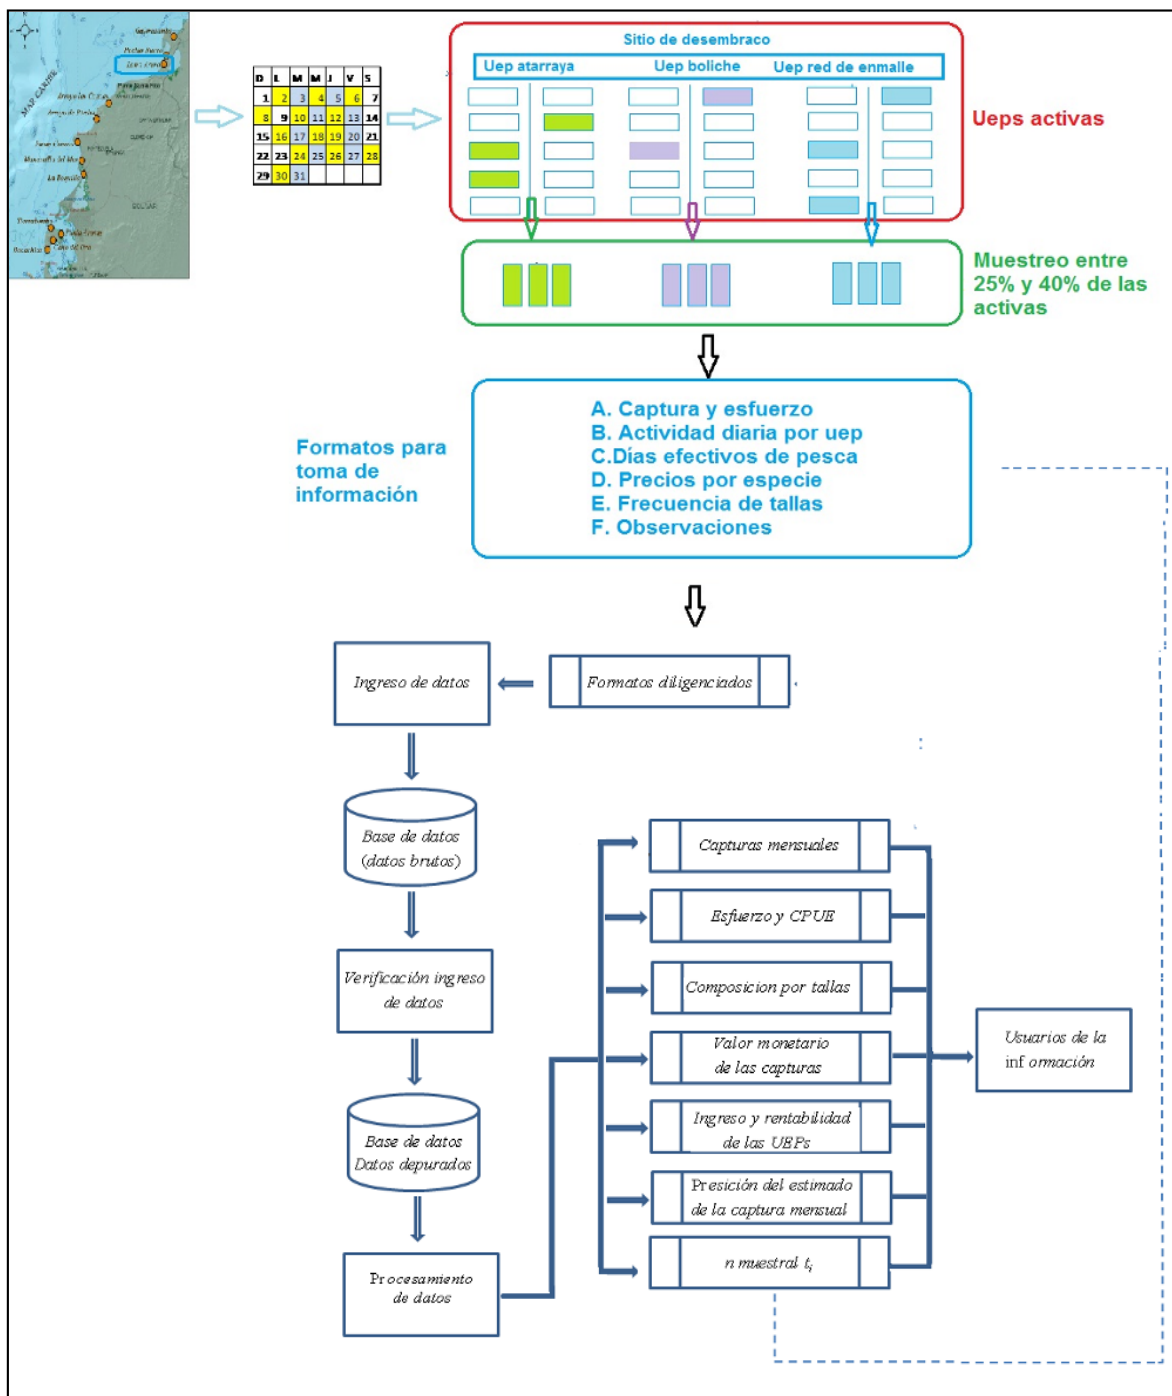 MAR CARIBE
La Boquilla
BOLIVAR
D L M M J V S
1 2 3 4 5 6 7
8 9 10 11 12 13 14
15 16 17 18 19 20 21
22 23 24 25 26 27 28
29 30 31
Sitio de desembraco
Uep atarraya Uep boliche Uep red de enmalle
Ueps activas
Muestreo entre
25% y 40% de las
activas
Formatos para
toma de
información
A. Captura y esfuerzo
B. Actividad diaria por uep
C.Días efectivos de pesca
D. Precios por especie
E. Frecuencia de tallas
F. Observaciones
Ingreso de datos
Formatos diligenciados
Base de datos
(datos brutos)
Verificación ingreso
de datos
Base de datos
Datos depurados
Procesamiento
de datos
Capturas mensuales
Esfuerzo y CPUE
Composicion por tallas
Valor monetario
de las capturas
Ingreso y rentabilidad
de las UEPs
Presición del estimado
de la captura mensual
n muestral ti
Usuarios de la
inf ormación